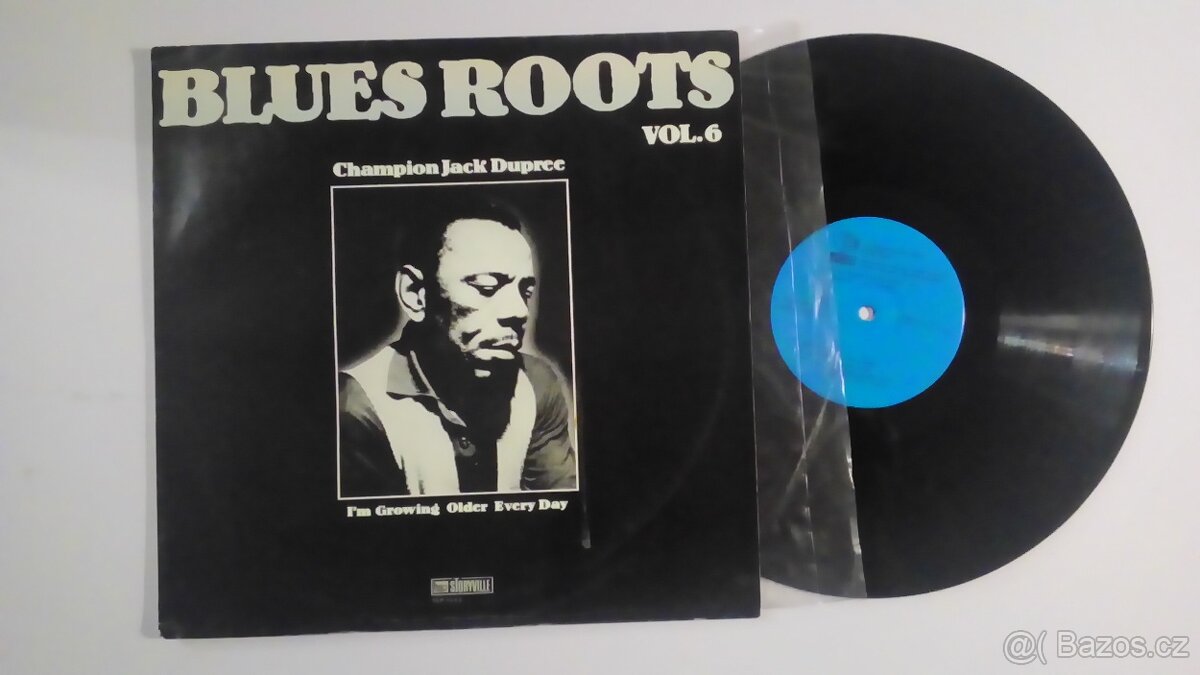 BLUES ROOTS
VOL.6
Champion Jack Dupree
I'm Growing Older Every Day
STORYVILLE
@( Bazos.cz